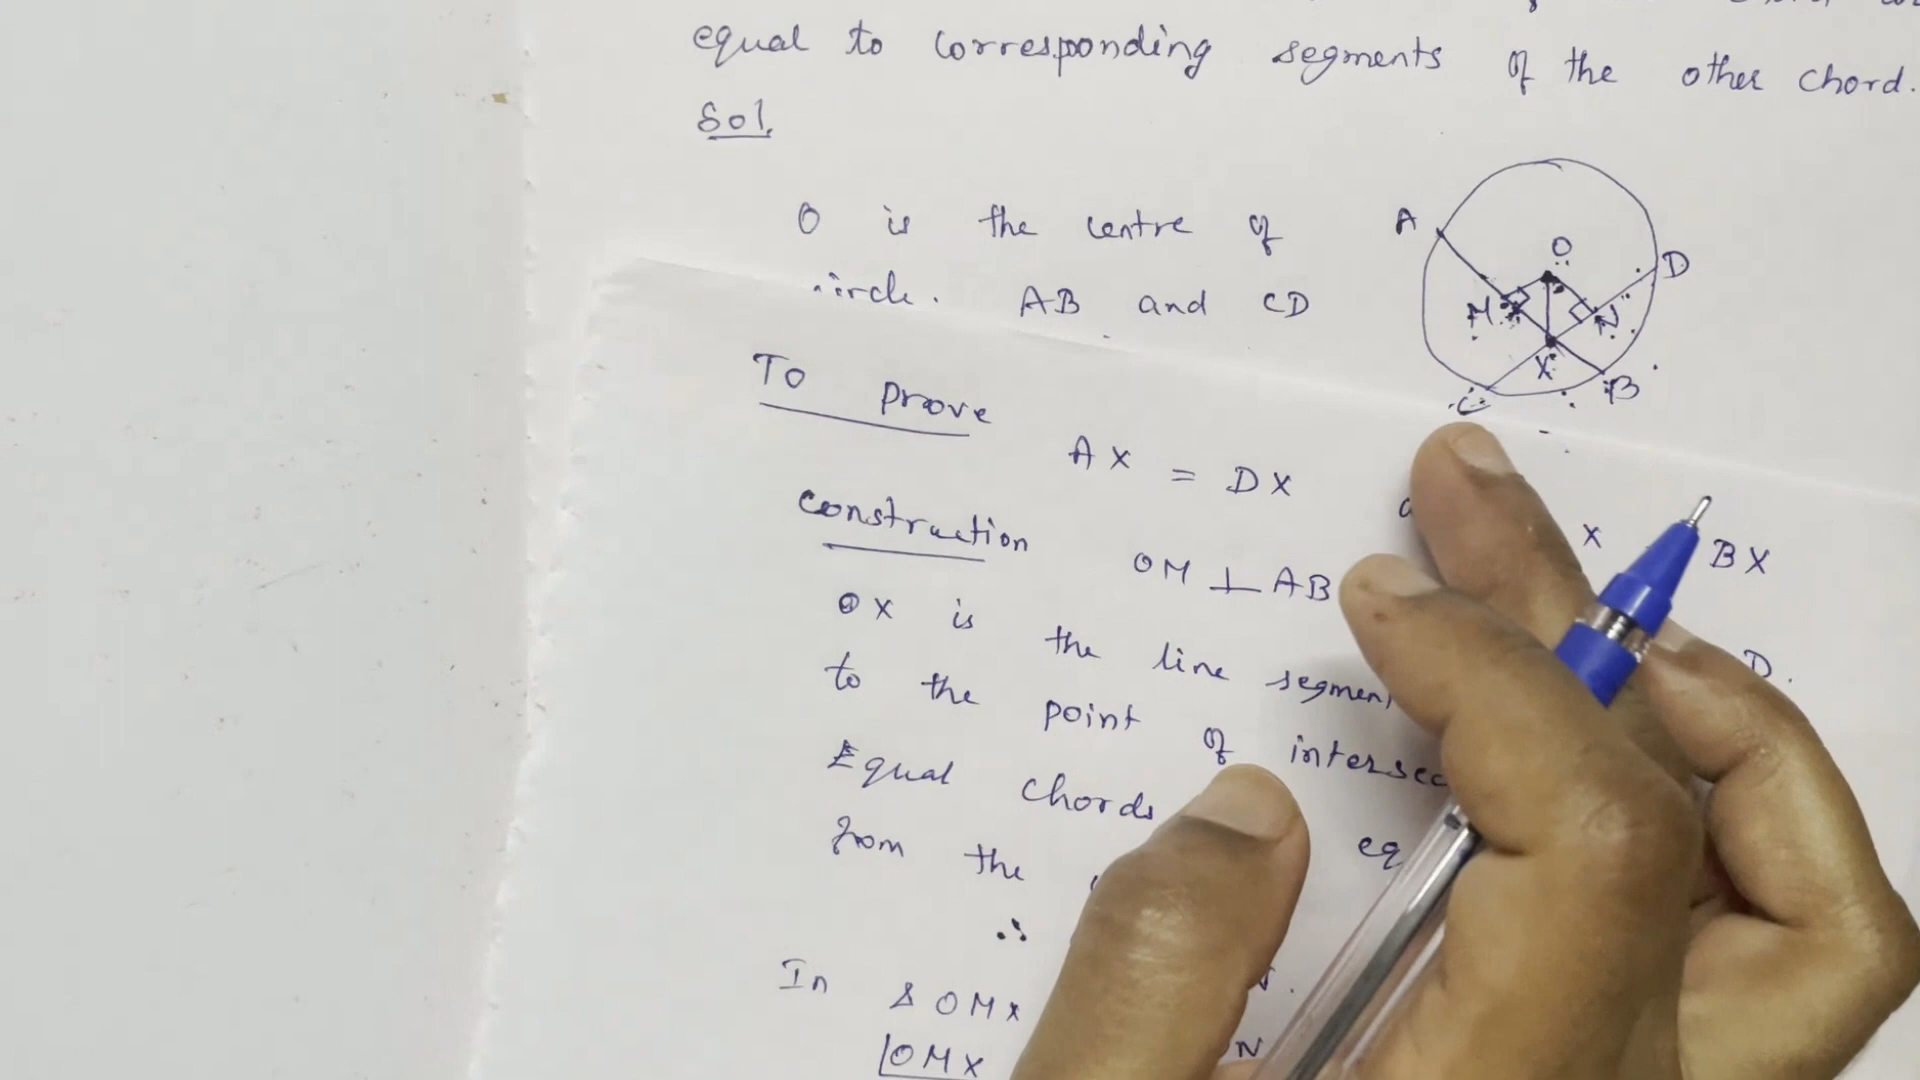 equal to corresponding segments of the other chord.
Sol.
O is the centre of
circle. AB and CD
A
O
D
M
N
X
B
C
To prove
AX = DX
X BX
Construction OM ⊥ AB
D.
OX is the line segment
to the point of
Equal chords
from the
∴
In Δ OMX
OMX N